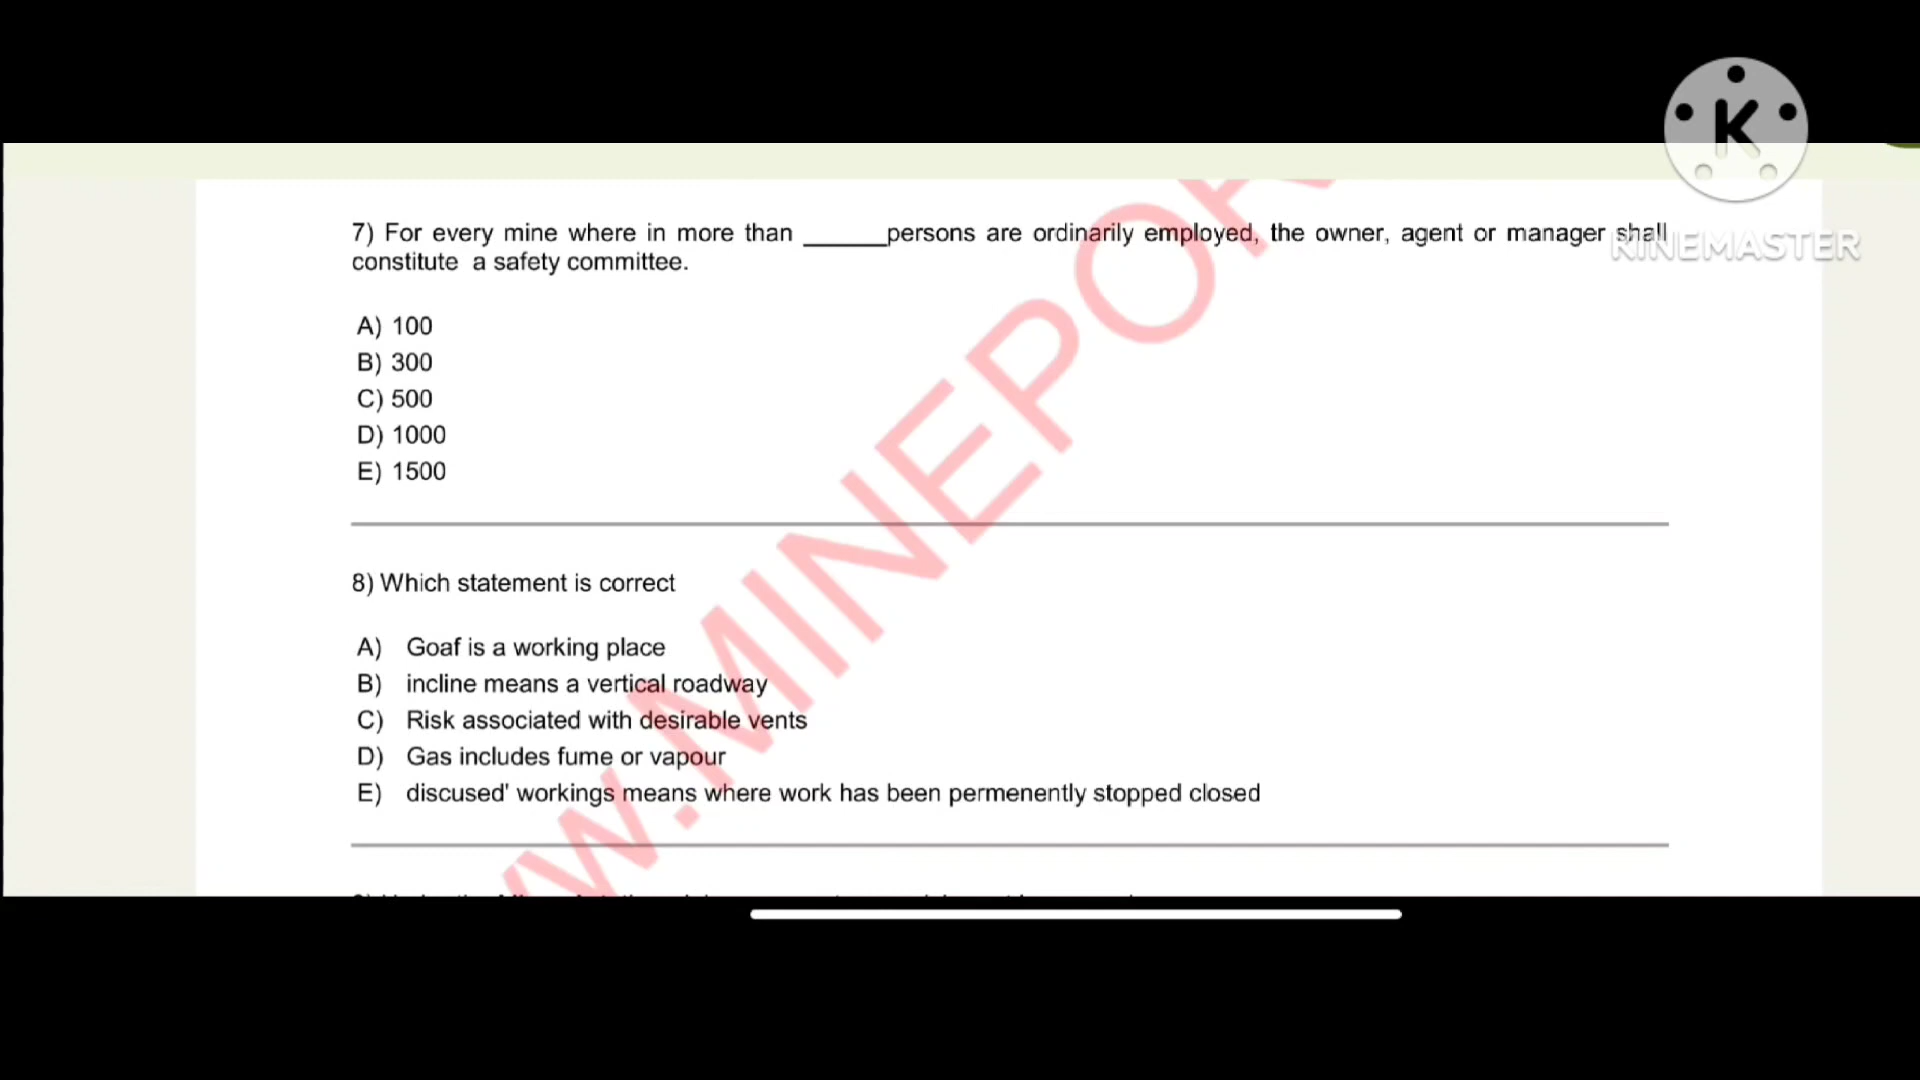 K
KINEMASTER
7) For every mine where in more than ______persons are ordinarily employed, the owner, agent or manager shall
constitute a safety committee.
A) 100
B) 300
C) 500
D) 1000
E) 1500
8) Which statement is correct
A) Goaf is a working place
B) incline means a vertical roadway
C) Risk associated with desirable vents
D) Gas includes fume or vapour
E) discused' workings means where work has been permenently stopped closed
W.MINEPOR